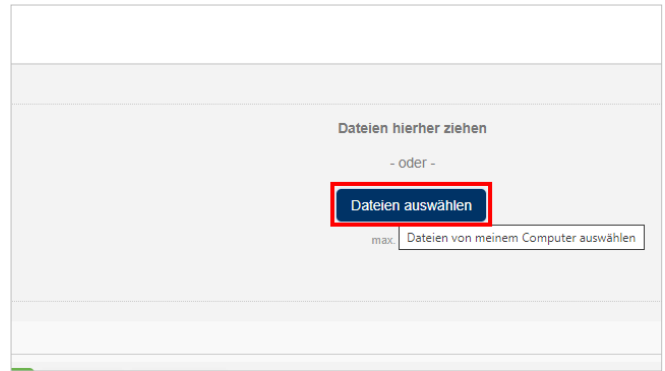 Dateien hierher ziehen
- oder -
Dateien auswählen
max. Dateien von meinem Computer auswählen